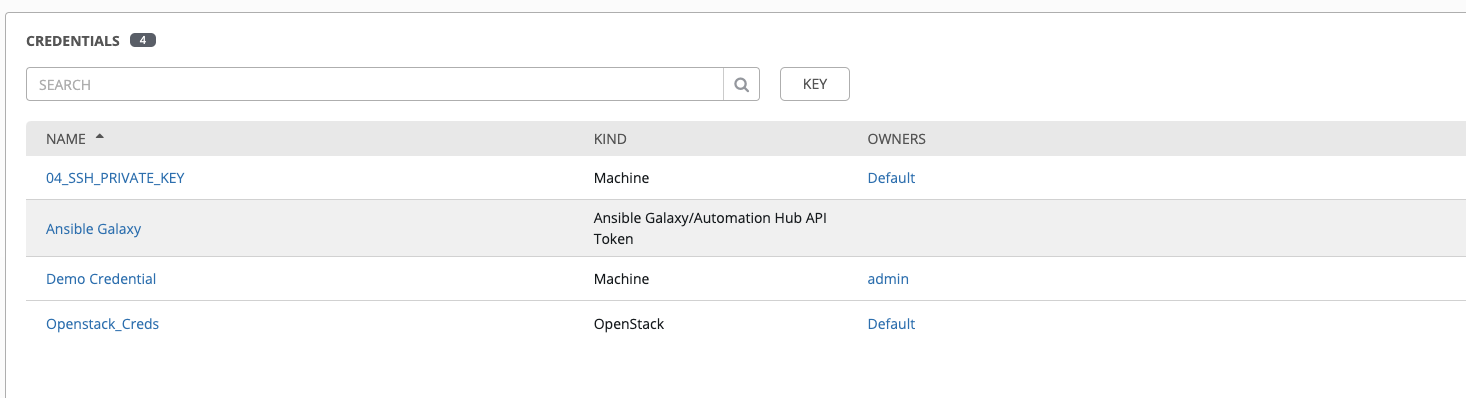 CREDENTIALS 4
SEARCH KEY
NAME KIND OWNERS
04_SSH_PRIVATE_KEY Machine Default
Ansible Galaxy Ansible Galaxy/Automation Hub API
Token
Demo Credential Machine admin
Openstack_Creds OpenStack Default